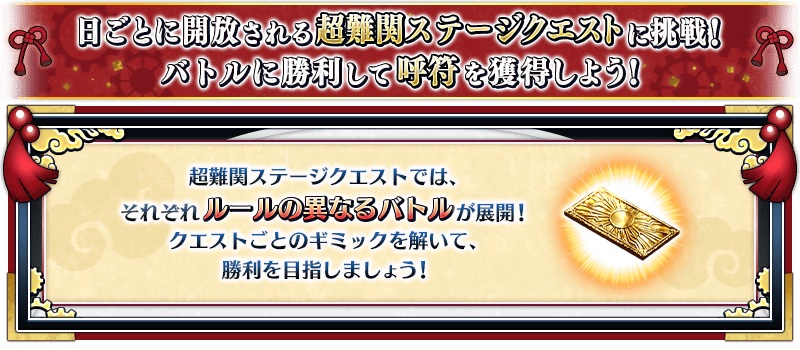 日ごとに開放される超難関ステージクエストに挑戦!
バトルに勝利して呼符を獲得しよう!
超難関ステージクエストでは、
それぞれルールの異なるバトルが展開!
クエストごとのギミックを解いて、
勝利を目指しましょう!